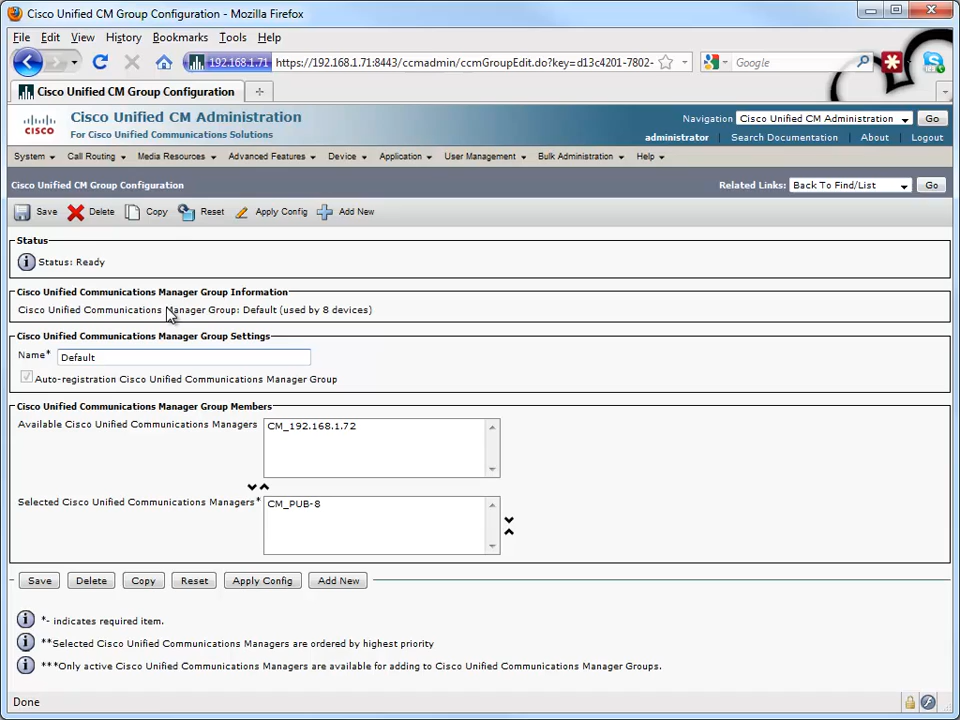 Cisco Unified CM Group Configuration - Mozilla Firefox
File Edit View History Bookmarks Tools Help
192.168.1.71 https://192.168.1.71:8443/ccmadmin/ccmGroupEdit.do?key=d13c4201-7802- Google
Cisco Unified CM Group Configuration
CISCO
Cisco Unified CM Administration
For Cisco Unified Communications Solutions
Navigation Cisco Unified CM Administration Go
administrator Search Documentation About Logout
System Call Routing Media Resources Advanced Features Device Application User Management Bulk Administration Help
Cisco Unified CM Group Configuration
Related Links: Back To Find/List Go
Save Delete Copy Reset Apply Config Add New
Status
Status: Ready
Cisco Unified Communications Manager Group Information
Cisco Unified Communications Manager Group: Default (used by 8 devices)
Cisco Unified Communications Manager Group Settings
Name* Default
Auto-registration Cisco Unified Communications Manager Group
Cisco Unified Communications Manager Group Members
Available Cisco Unified Communications Managers CM_192.168.1.72
Selected Cisco Unified Communications Managers* CM_PUB-8
Save Delete Copy Reset Apply Config Add New
*- indicates required item.
**Selected Cisco Unified Communications Managers are ordered by highest priority
***Only active Cisco Unified Communications Managers are available for adding to Cisco Unified Communications Manager Groups.
Done